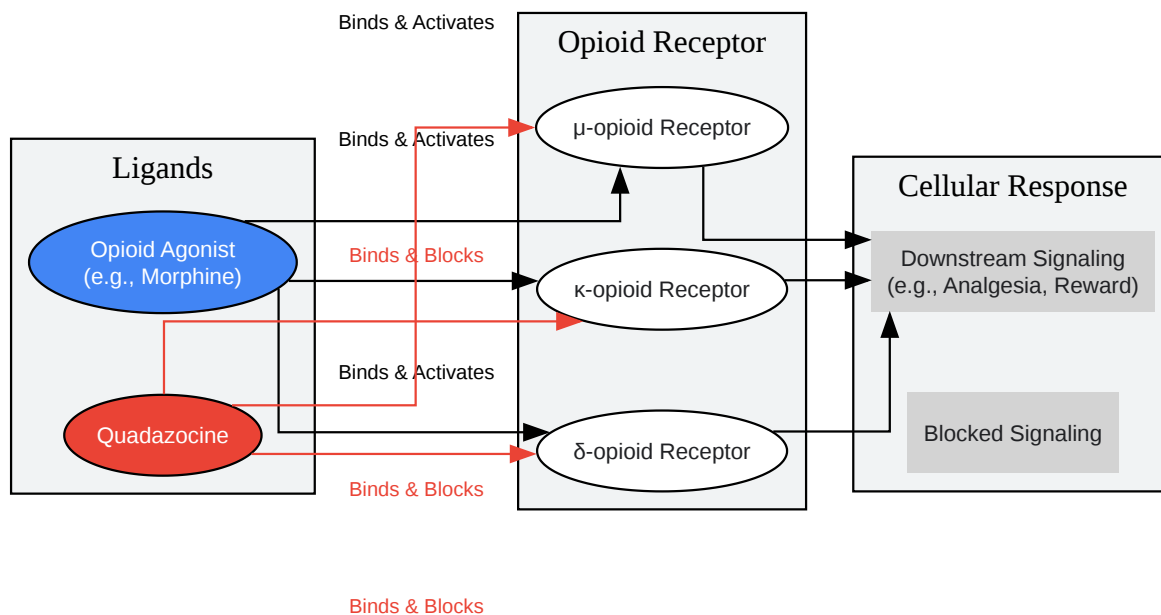 Binds & Activates
Opioid Receptor
μ-opioid Receptor
Binds & Activates
Ligands
Cellular Response
Opioid Agonist
(e.g., Morphine)
Binds & Blocks
κ-opioid Receptor
Downstream Signaling
(e.g., Analgesia, Reward)
Binds & Activates
Quadazocine
δ-opioid Receptor
Blocked Signaling
Binds & Blocks
Binds & Blocks